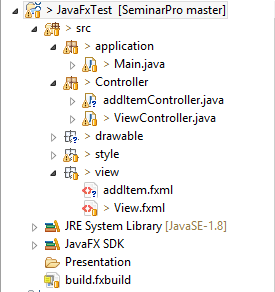 > JavaFxTest [SeminarPro master]
> src
> application
> Main.java
> Controller
addItemController.java
> ViewController.java
drawable
style
> view
addItem.fxml
> View.fxml
JRE System Library [JavaSE-1.8]
JavaFX SDK
Presentation
build.fxbuild